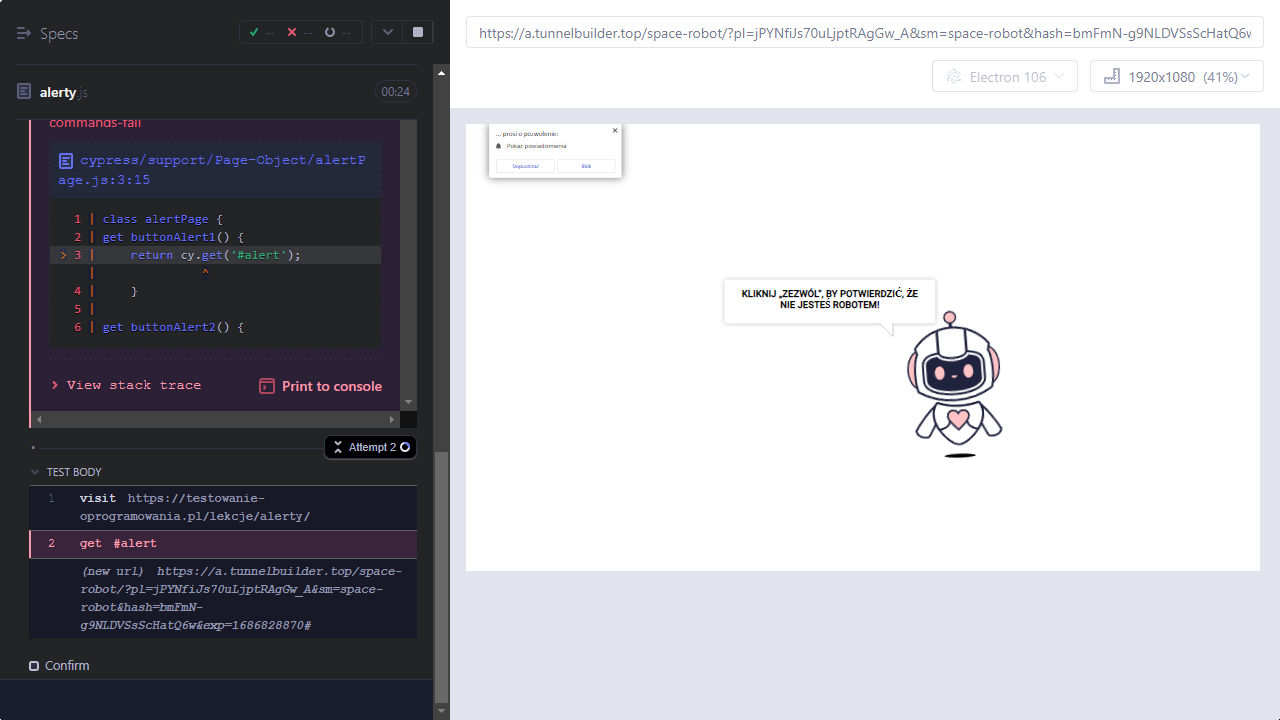 Specs
-- -- --
alerty.js
00:24
commands-fail
cypress/support/Page-Object/alertP
age.js:3:15
1 | class alertPage {
2 | get buttonAlert1() {
> 3 |     return cy.get('#alert');
|               ^
4 |     }
5 |
6 | get buttonAlert2() {
> View stack trace
Print to console
Attempt 2
TEST BODY
1 visit https://testowanie-
oprogramowania.pl/lekcje/alerty/
2 get #alert
(new url) https://a.tunnelbuilder.top/space-
robot/?pl=jPYNfiJs70uLjptRAgGw_A&sm=space-
robot&hash=bmFmN-
g9NLDVSsScHatQ6w&exp=1686828870#
Confirm
https://a.tunnelbuilder.top/space-robot/?pl=jPYNfiJs70uLjptRAgGw_A&sm=space-robot&hash=bmFmN-g9NLDVSsScHatQ6w
Electron 106
1920x1080 (41%)
... prosi o pozwolenie:
Pokaż powiadomienia
Dopuszczać
Blok
KLIKNIJ „ZEZWÓL”, BY POTWIERDZIĆ, ŻE
NIE JESTEŚ ROBOTEM!